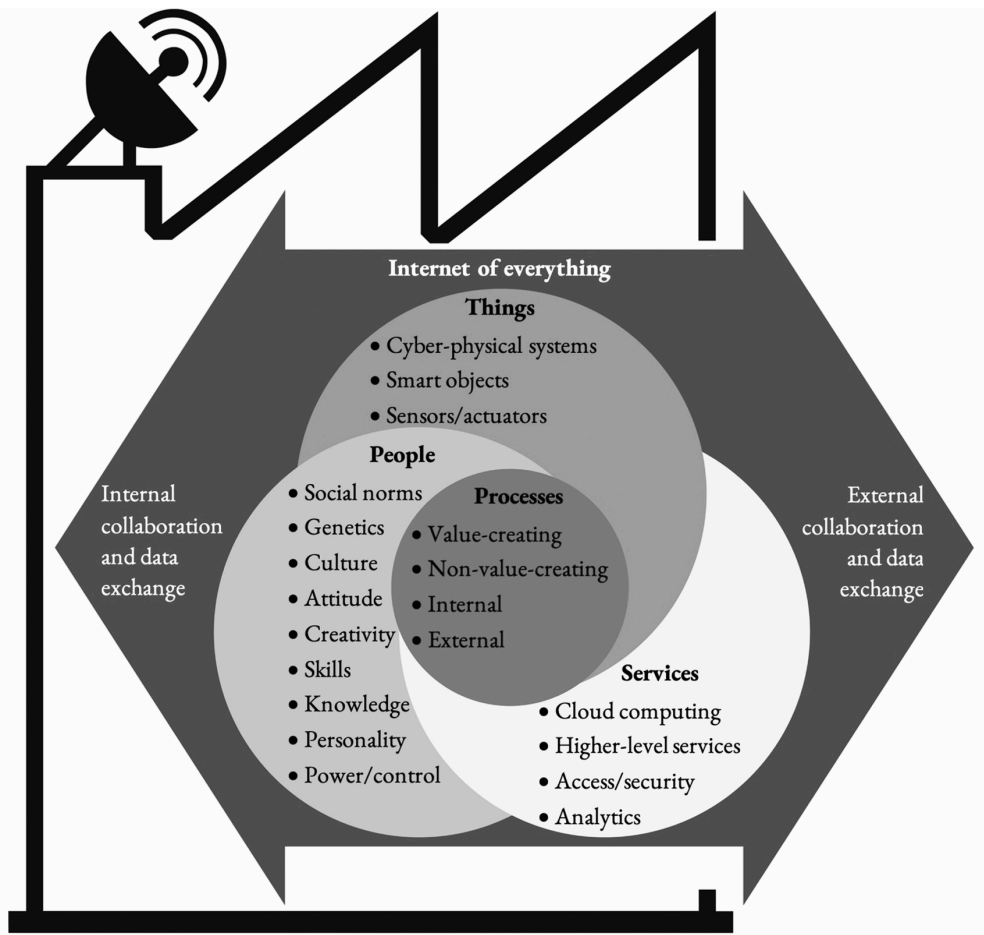 Internet of everything
Things
• Cyber-physical systems
• Smart objects
• Sensors/actuators
People
• Social norms
• Genetics
• Culture
• Attitude
• Creativity
• Skills
• Knowledge
• Personality
• Power/control
Processes
• Value-creating
• Non-value-creating
• Internal
• External
Services
• Cloud computing
• Higher-level services
• Access/security
• Analytics
Internal
collaboration
and data
exchange
External
collaboration
and data
exchange